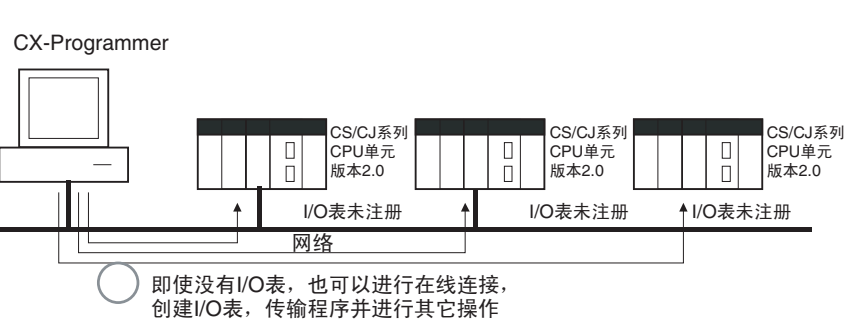 CX-Programmer
CS/CJ系列
CPU单元
版本2.0
CS/CJ系列
CPU单元
版本2.0
CS/CJ系列
CPU单元
版本2.0
I/O表未注册
I/O表未注册
I/O表未注册
网络
即使没有I/O表，也可以进行在线连接，
创建I/O表，传输程序并进行其它操作